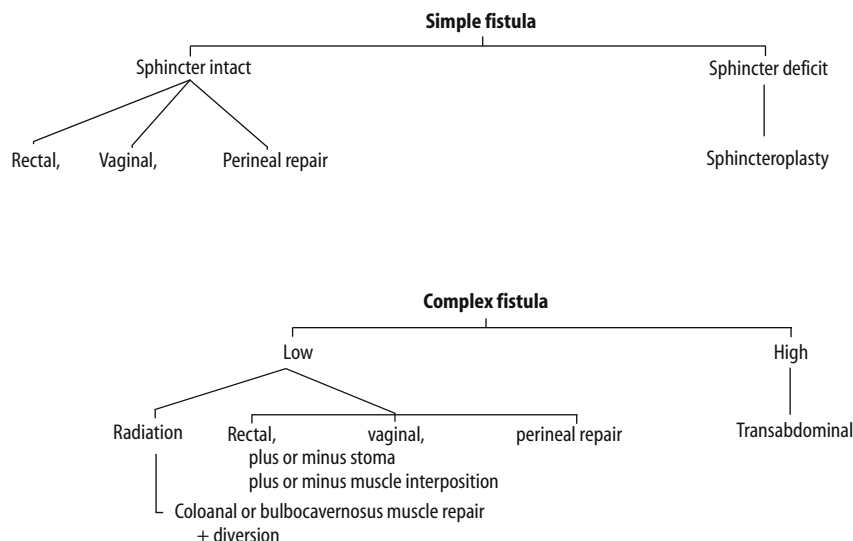 Simple fistula
Sphincter intact
Sphincter deficit
Rectal, Vaginal, Perineal repair
Sphincteroplasty
Complex fistula
Low
High
Radiation
Rectal, vaginal, perineal repair
plus or minus stoma
plus or minus muscle interposition
Transabdominal
Coloanal or bulbocavernosus muscle repair
+ diversion